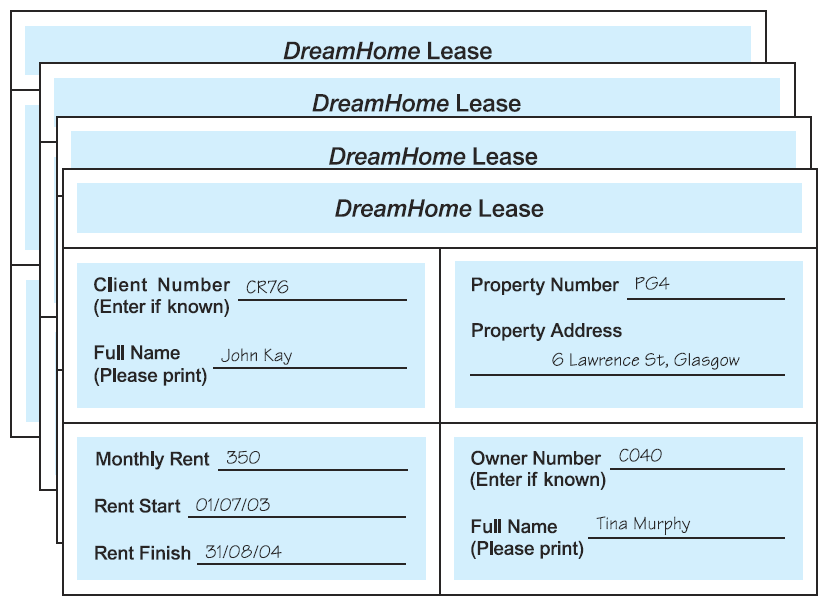 DreamHome Lease
DreamHome Lease
DreamHome Lease
DreamHome Lease
Client Number CR76
(Enter if known)
Full Name John Kay
(Please print)
Property Number PG4
Property Address
6 Lawrence St, Glasgow
Monthly Rent 350
Rent Start 01/07/03
Rent Finish 31/08/04
Owner Number CO40
(Enter if known)
Full Name Tina Murphy
(Please print)